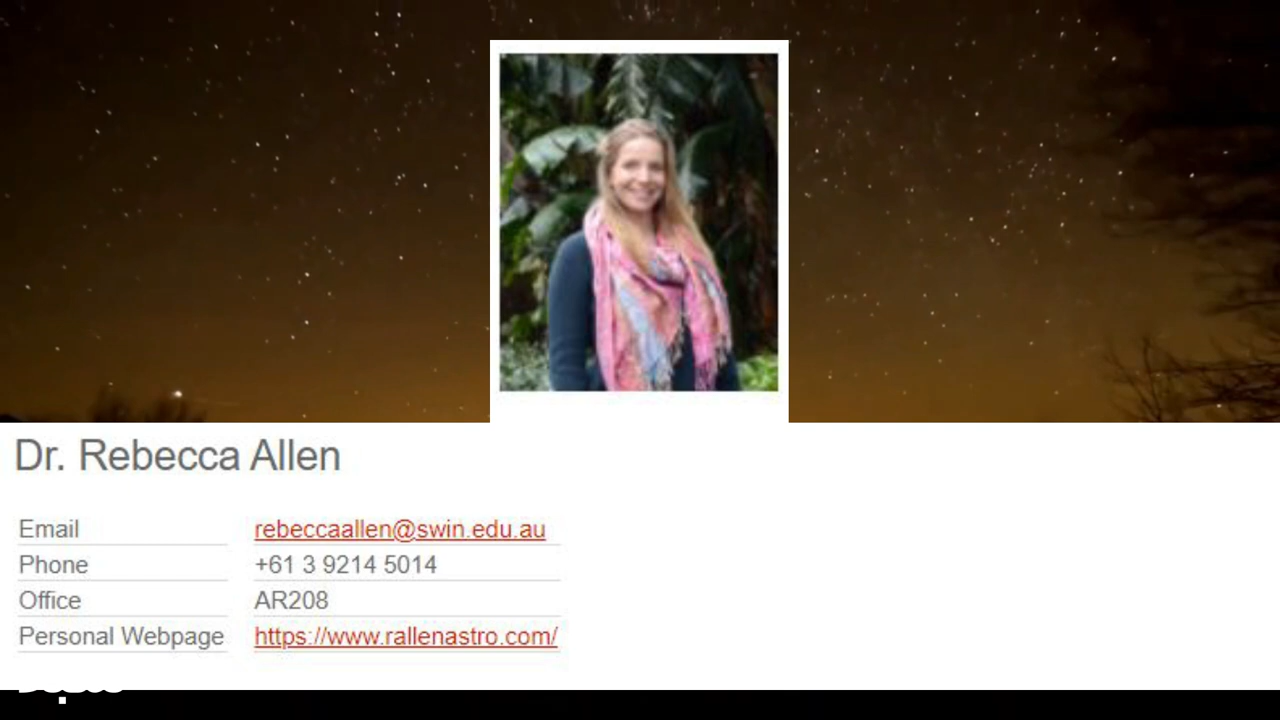 Dr. Rebecca Allen
Email rebeccaallen@swin.edu.au
Phone +61 3 9214 5014
Office AR208
Personal Webpage https://www.rallenastro.com/